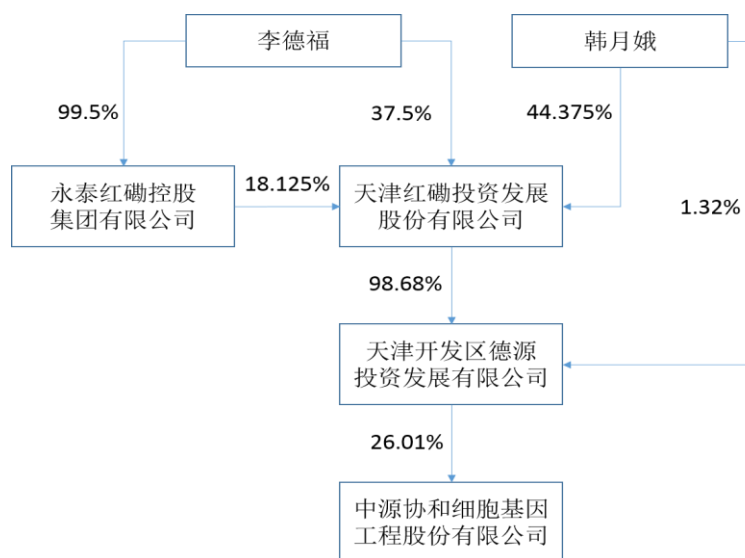 李德福
韩月娥
99.5%
37.5%
44.375%
永泰红磡控股
集团有限公司
18.125%
天津红磡投资发展
股份有限公司
1.32%
98.68%
天津开发区德源
投资发展有限公司
26.01%
中源协和细胞基因
工程股份有限公司